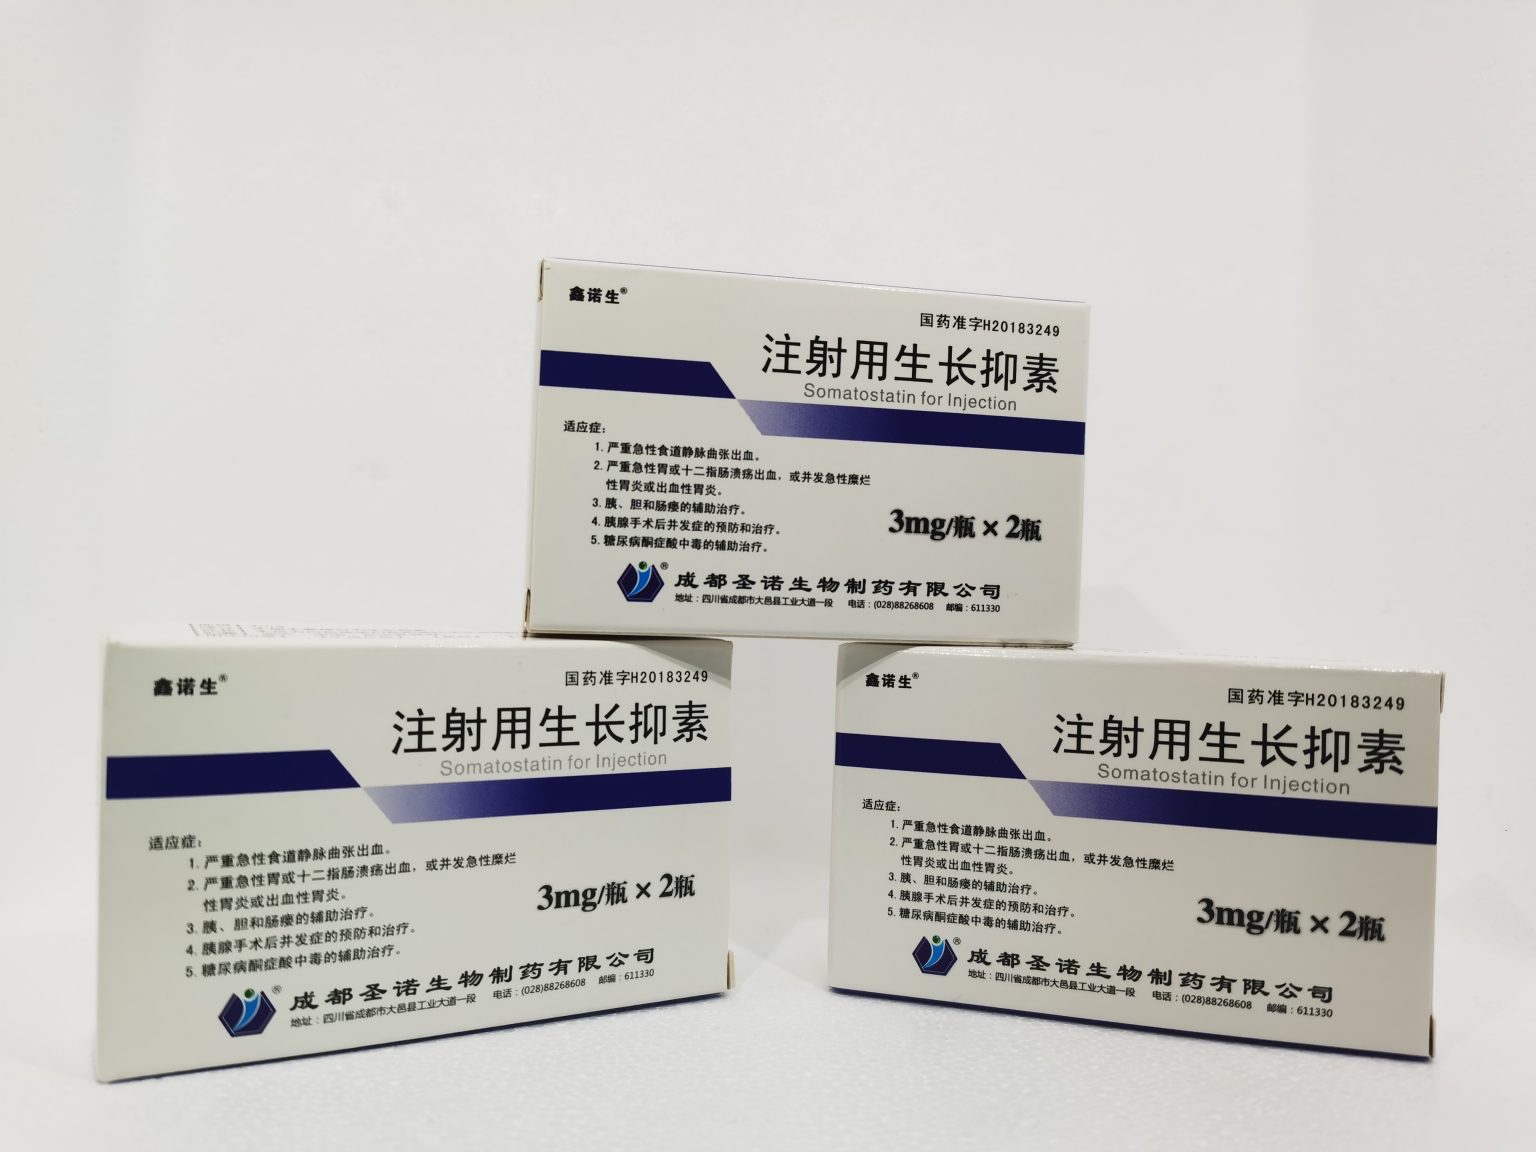 鑫诺生®
国药准字H20183249
注射用生长抑素
Somatostatin for Injection
适应症：
1. 严重急性食道静脉曲张出血。
2. 严重急性胃或十二指肠溃疡出血，或并发急性糜烂
性胃炎或出血性胃炎。
3. 胰、胆和肠瘘的辅助治疗。
4. 胰腺手术后并发症的预防和治疗。
5. 糖尿病酮症酸中毒的辅助治疗。
3mg/瓶 × 2瓶
® 成都圣诺生物制药有限公司
地址：四川省成都市大邑县工业大道一段 电话：(028)88268608 邮编：611330
鑫诺生®
国药准字H20183249
注射用生长抑素
Somatostatin for Injection
适应症：
1. 严重急性食道静脉曲张出血。
2. 严重急性胃或十二指肠溃疡出血，或并发急性糜烂
性胃炎或出血性胃炎。
3. 胰、胆和肠瘘的辅助治疗。
4. 胰腺手术后并发症的预防和治疗。
5. 糖尿病酮症酸中毒的辅助治疗。
3mg/瓶 × 2瓶
® 成都圣诺生物制药有限公司
地址：四川省成都市大邑县工业大道一段 电话：(028)88268608 邮编：611330
鑫诺生®
国药准字H20183249
注射用生长抑素
Somatostatin for Injection
适应症：
1. 严重急性食道静脉曲张出血。
2. 严重急性胃或十二指肠溃疡出血，或并发急性糜烂
性胃炎或出血性胃炎。
3. 胰、胆和肠瘘的辅助治疗。
4. 胰腺手术后并发症的预防和治疗。
5. 糖尿病酮症酸中毒的辅助治疗。
3mg/瓶 × 2瓶
® 成都圣诺生物制药有限公司
地址：四川省成都市大邑县工业大道一段 电话：(028)88268608 邮编：611330